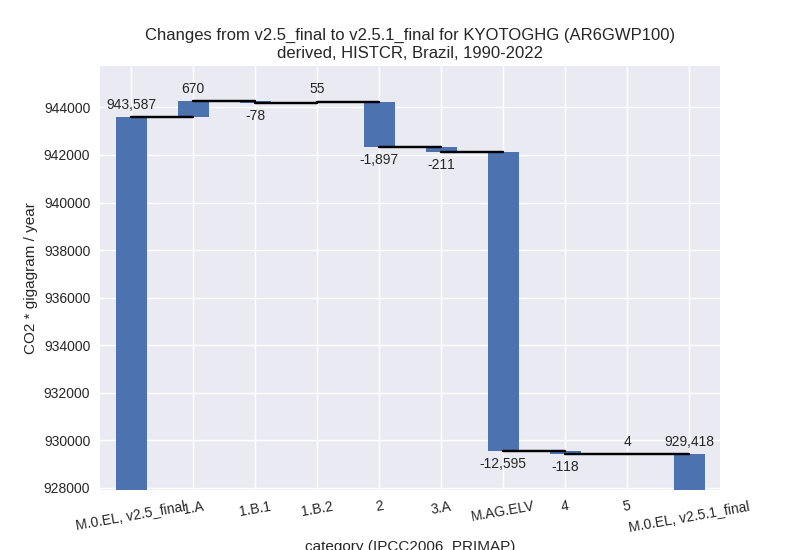 Changes from v2.5_final to v2.5.1_final for KYOTOGHG (AR6GWP100)
derived, HISTCR, Brazil, 1990-2022
CO2 * gigagram / year
944000
942000
940000
938000
936000
934000
932000
930000
928000
943,587
670
-78
55
-1,897
-211
-12,595
-118
4
929,418
M.0.EL, v2.5_final
1.A
1.B.1
1.B.2
2
3.A
M.AG.ELV
4
5
M.0.EL, v2.5.1_final
category (IPCC2006_PRIMAP)